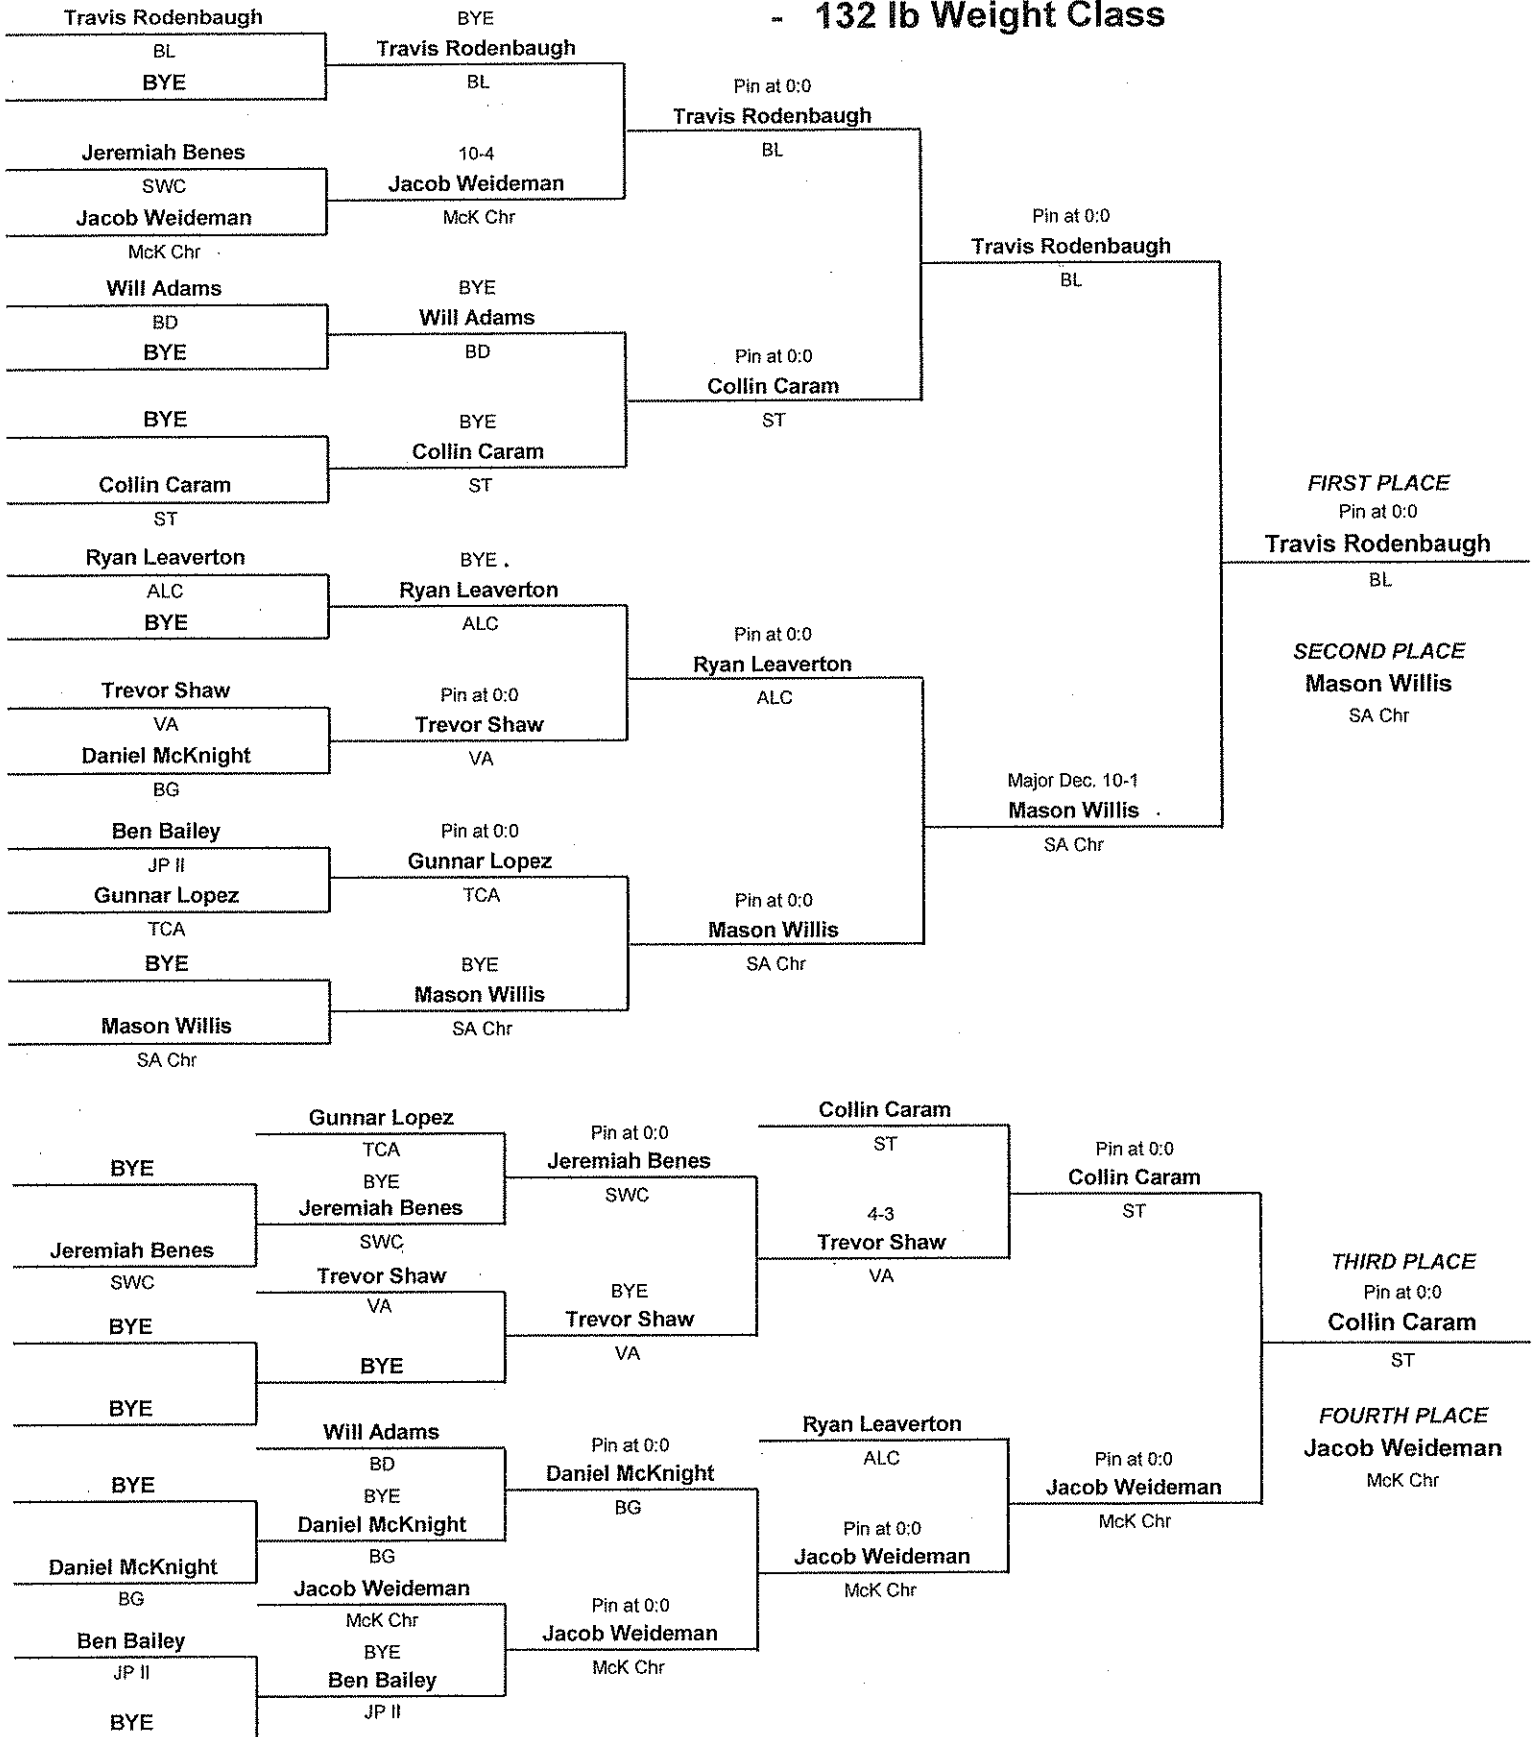 - 132 lb Weight Class
Travis Rodenbaugh
BL
BYE
Jeremiah Benes
SWC
Jacob Weideman
McK Chr
Will Adams
BD
BYE
BYE
Collin Caram
ST
Ryan Leaverton
ALC
BYE
Trevor Shaw
VA
Daniel McKnight
BG
Ben Bailey
JP II
Gunnar Lopez
TCA
BYE
Mason Willis
SA Chr
BYE
Travis Rodenbaugh
BL
10-4
Jacob Weideman
McK Chr
BYE
Will Adams
BD
BYE
Collin Caram
ST
BYE
Ryan Leaverton
ALC
Pin at 0:0
Trevor Shaw
VA
Pin at 0:0
Gunnar Lopez
TCA
BYE
Mason Willis
SA Chr
Pin at 0:0
Travis Rodenbaugh
BL
Pin at 0:0
Collin Caram
ST
Pin at 0:0
Ryan Leaverton
ALC
Pin at 0:0
Mason Willis
SA Chr
Pin at 0:0
Travis Rodenbaugh
BL
Major Dec. 10-1
Mason Willis
SA Chr
FIRST PLACE
Pin at 0:0
Travis Rodenbaugh
BL
SECOND PLACE
Mason Willis
SA Chr
BYE
Jeremiah Benes
SWC
BYE
BYE
BYE
Daniel McKnight
BG
Ben Bailey
JP II
BYE
Gunnar Lopez
TCA
BYE
Jeremiah Benes
SWC
Trevor Shaw
VA
BYE
Will Adams
BD
BYE
Daniel McKnight
BG
Jacob Weideman
McK Chr
BYE
Ben Bailey
JP II
Pin at 0:0
Jeremiah Benes
SWC
BYE
Trevor Shaw
VA
Pin at 0:0
Daniel McKnight
BG
Pin at 0:0
Jacob Weideman
McK Chr
Collin Caram
ST
4-3
Trevor Shaw
VA
Ryan Leaverton
ALC
Pin at 0:0
Jacob Weideman
McK Chr
Pin at 0:0
Collin Caram
ST
Pin at 0:0
Jacob Weideman
McK Chr
THIRD PLACE
Pin at 0:0
Collin Caram
ST
FOURTH PLACE
Jacob Weideman
McK Chr